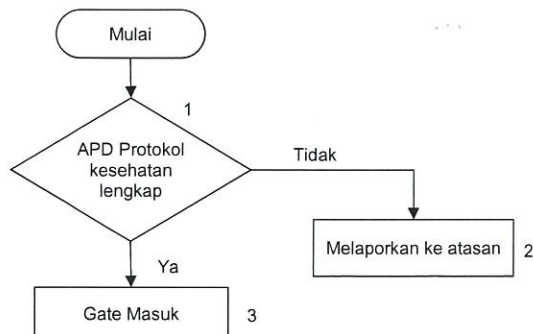 Mulai
1
APD Protokol
kesehatan
lengkap
Tidak
Melaporkan ke atasan
2
Ya
Gate Masuk
3